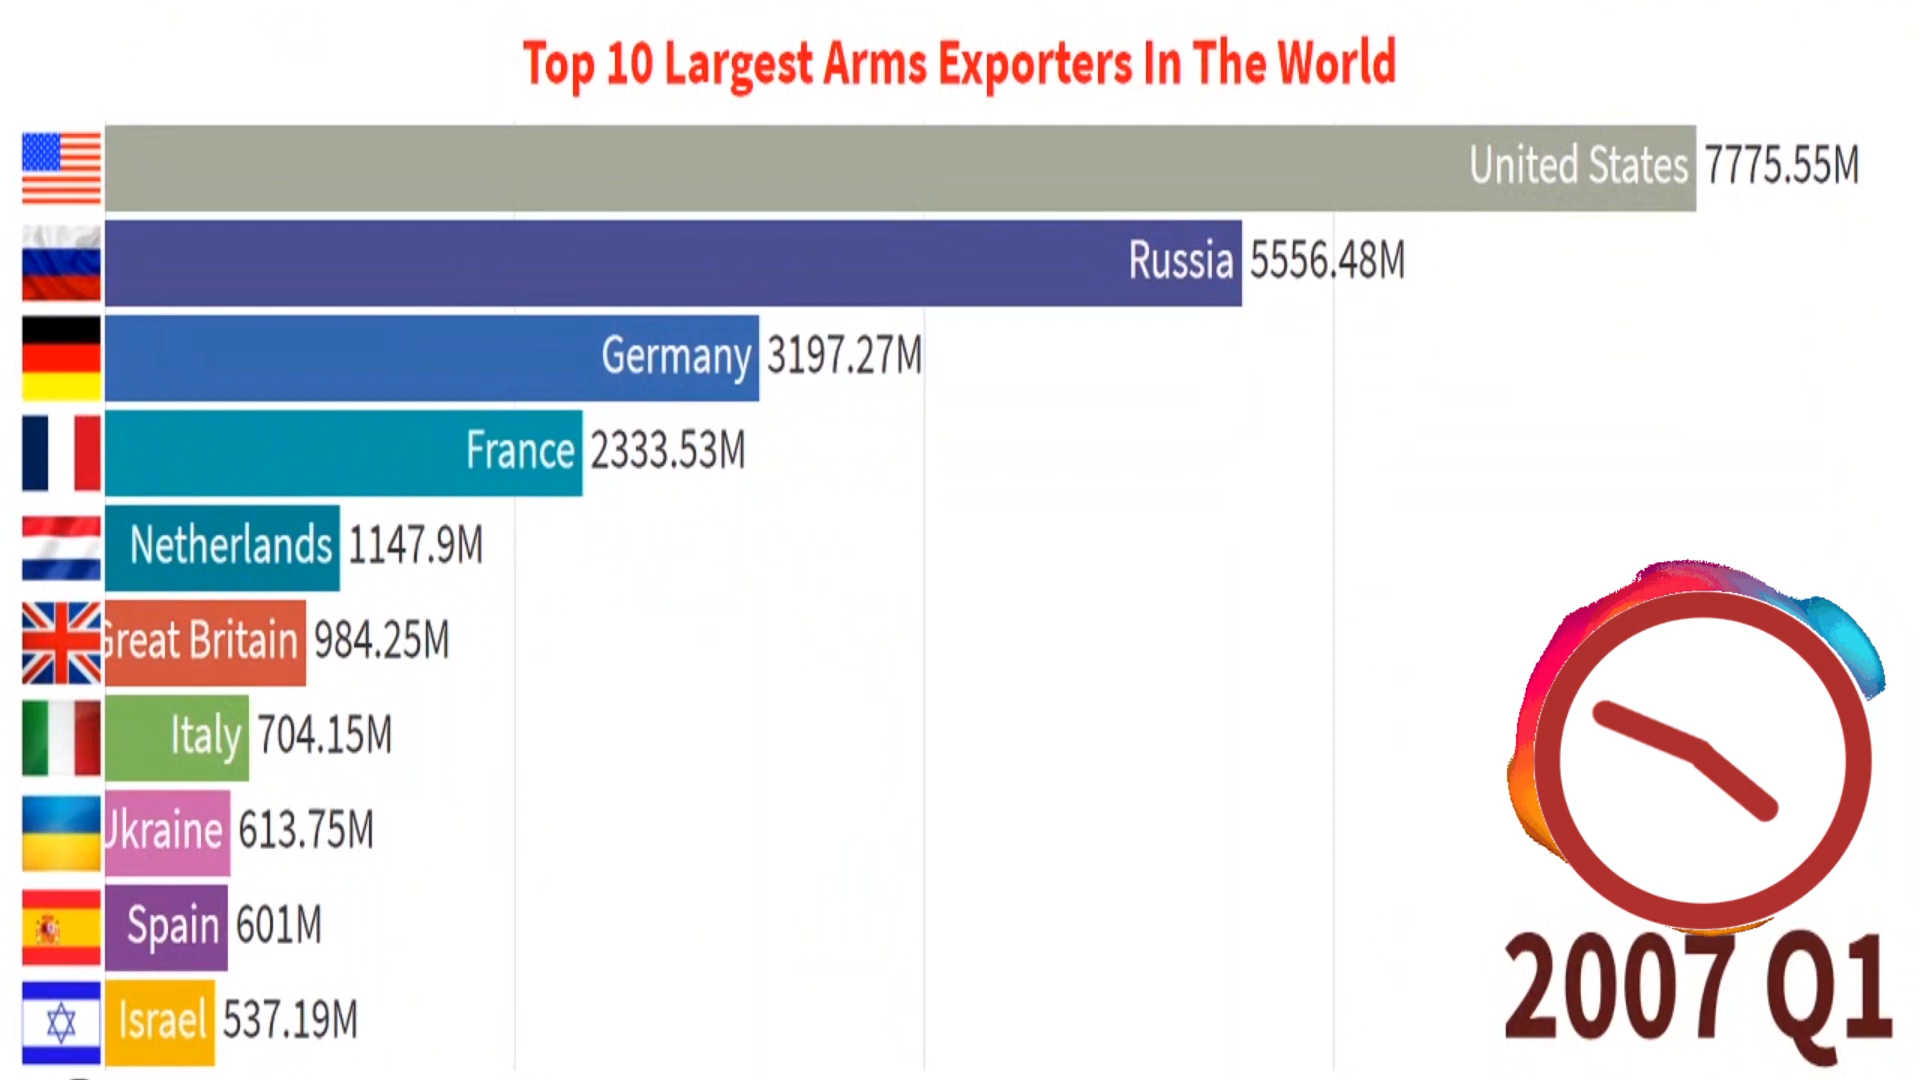 Top 10 Largest Arms Exporters In The World
United States 7775.55M
Russia 5556.48M
Germany 3197.27M
France 2333.53M
Netherlands 1147.9M
Great Britain 984.25M
Italy 704.15M
Ukraine 613.75M
Spain 601M
Israel 537.19M
2007 Q1